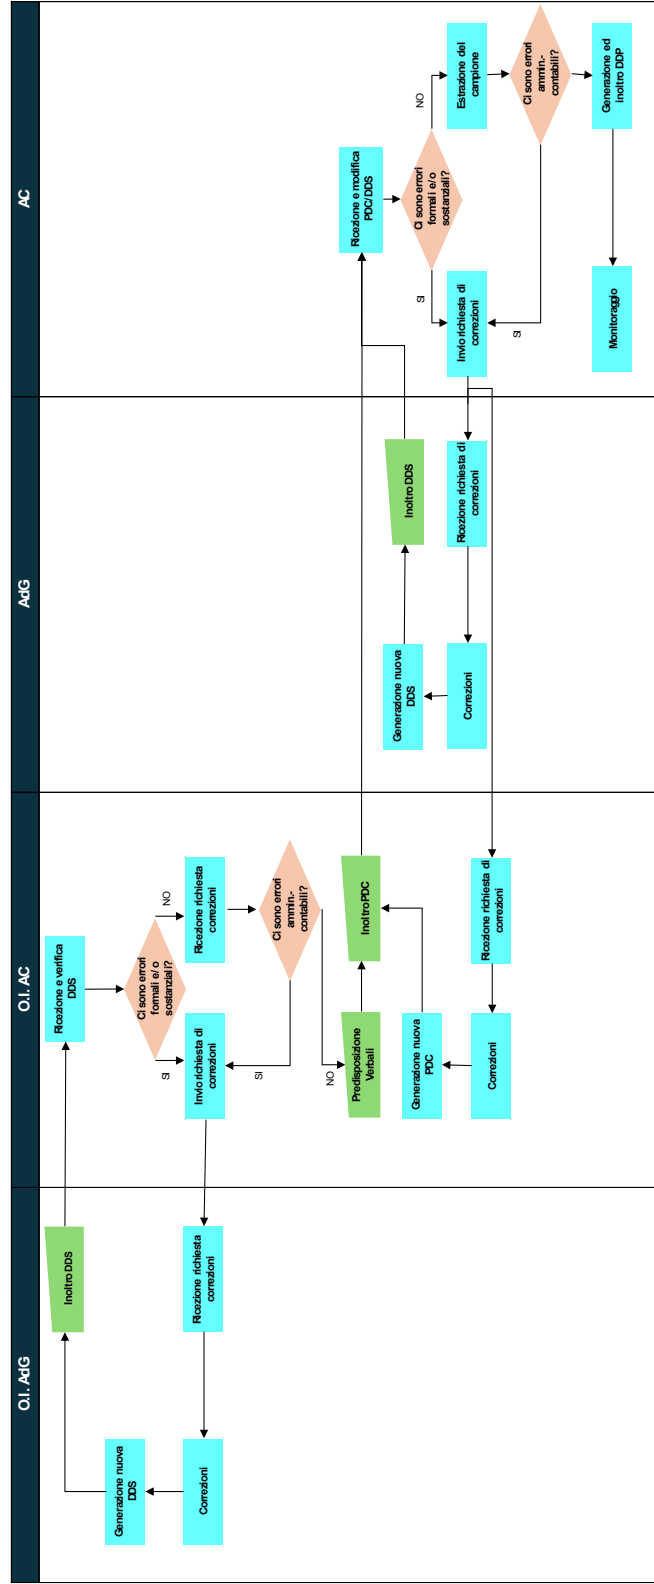 O.I. AdG
O.I. AC
AdG
AC
Inoltro DDS
Generazione nuova
DDS
Correzioni
Ricezione richiesta
correzioni
Ricezione e verifica
DDS
Ci sono errori
formali e/o
sostanziali?
SI
NO
Invio richiesta di
correzioni
Ricezione richiesta
correzioni
Ci sono errori
ammin.-
contabili?
SI
NO
Predisposizione
Verbali
Inoltro PDC
Generazione nuova
PDC
Correzioni
Ricezione richiesta di
correzioni
Generazione nuova
DDS
Inoltro DDS
Correzioni
Ricezione richiesta di
correzioni
Ricezione e modifica
PDC/DDS
Ci sono errori
formali e/o
sostanziali?
SI
NO
Invio richiesta di
correzioni
Estrazione del
campione
Ci sono errori
ammin.-
contabili?
SI
Generazione ed
inoltro DDP
Monitoraggio